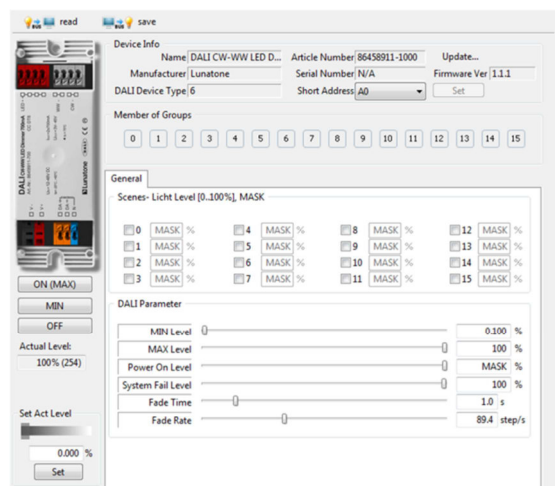 read save
Device Info
Name DALI CW-WW LED D... Article Number 86458911-1000 Update...
Manufacturer Lunatone Serial Number N/A Firmware Ver 1.1.1
DALI Device Type 6 Short Address A0 Set
Member of Groups
0 1 2 3 4 5 6 7 8 9 10 11 12 13 14 15
General
Scenes- Licht Level [0..100%], MASK
0 MASK % 4 MASK % 8 MASK % 12 MASK %
1 MASK % 5 MASK % 9 MASK % 13 MASK %
2 MASK % 6 MASK % 10 MASK % 14 MASK %
3 MASK % 7 MASK % 11 MASK % 15 MASK %
DALI Parameter
MIN Level 0.100 %
MAX Level 100 %
Power On Level MASK %
System Fail Level 100 %
Fade Time 1.0 s
Fade Rate 89.4 step/s
Lunatone
ON (MAX)
MIN
OFF
Actual Level:
100% (254)
Set Act Level
0.000 %
Set